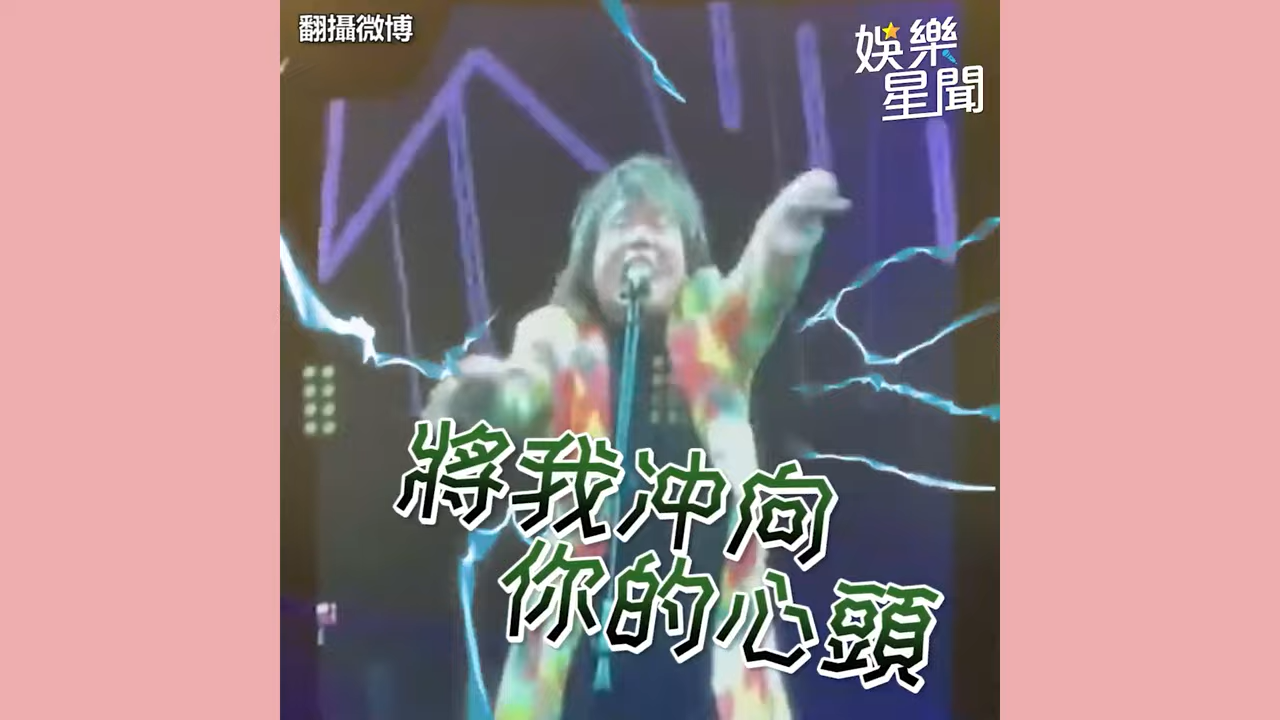 翻攝微博
娛樂
星聞
將我冲向
你的心頭